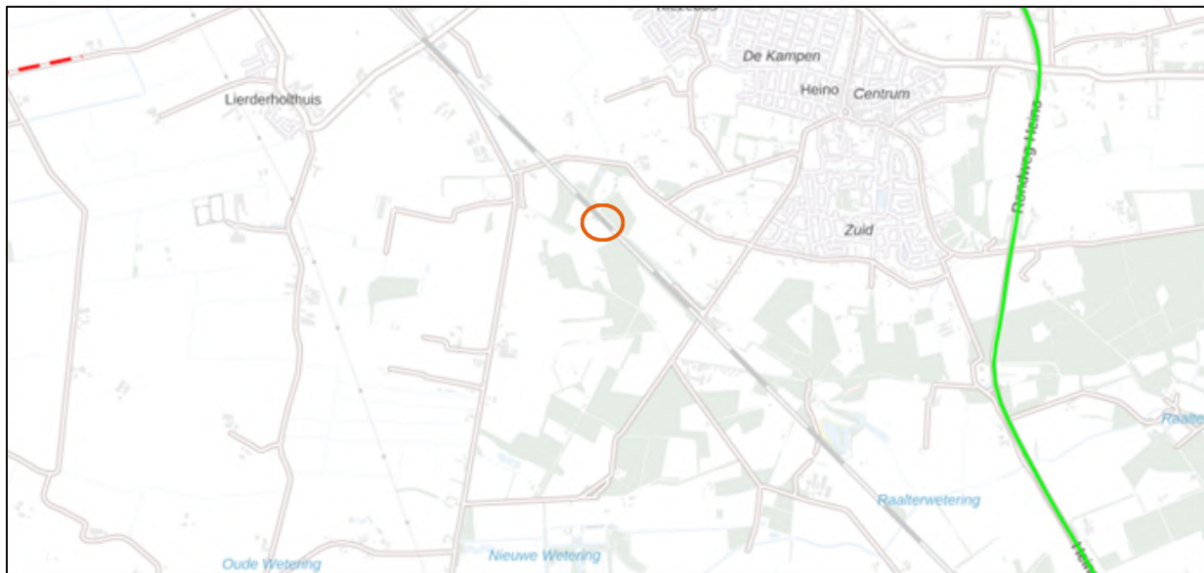 De Kampen
Lierderholthuis
Heino
Centrum
Rondweg-Heino
Zuid
Raalterwetering
Nieuwe Wetering
Oude Wetering